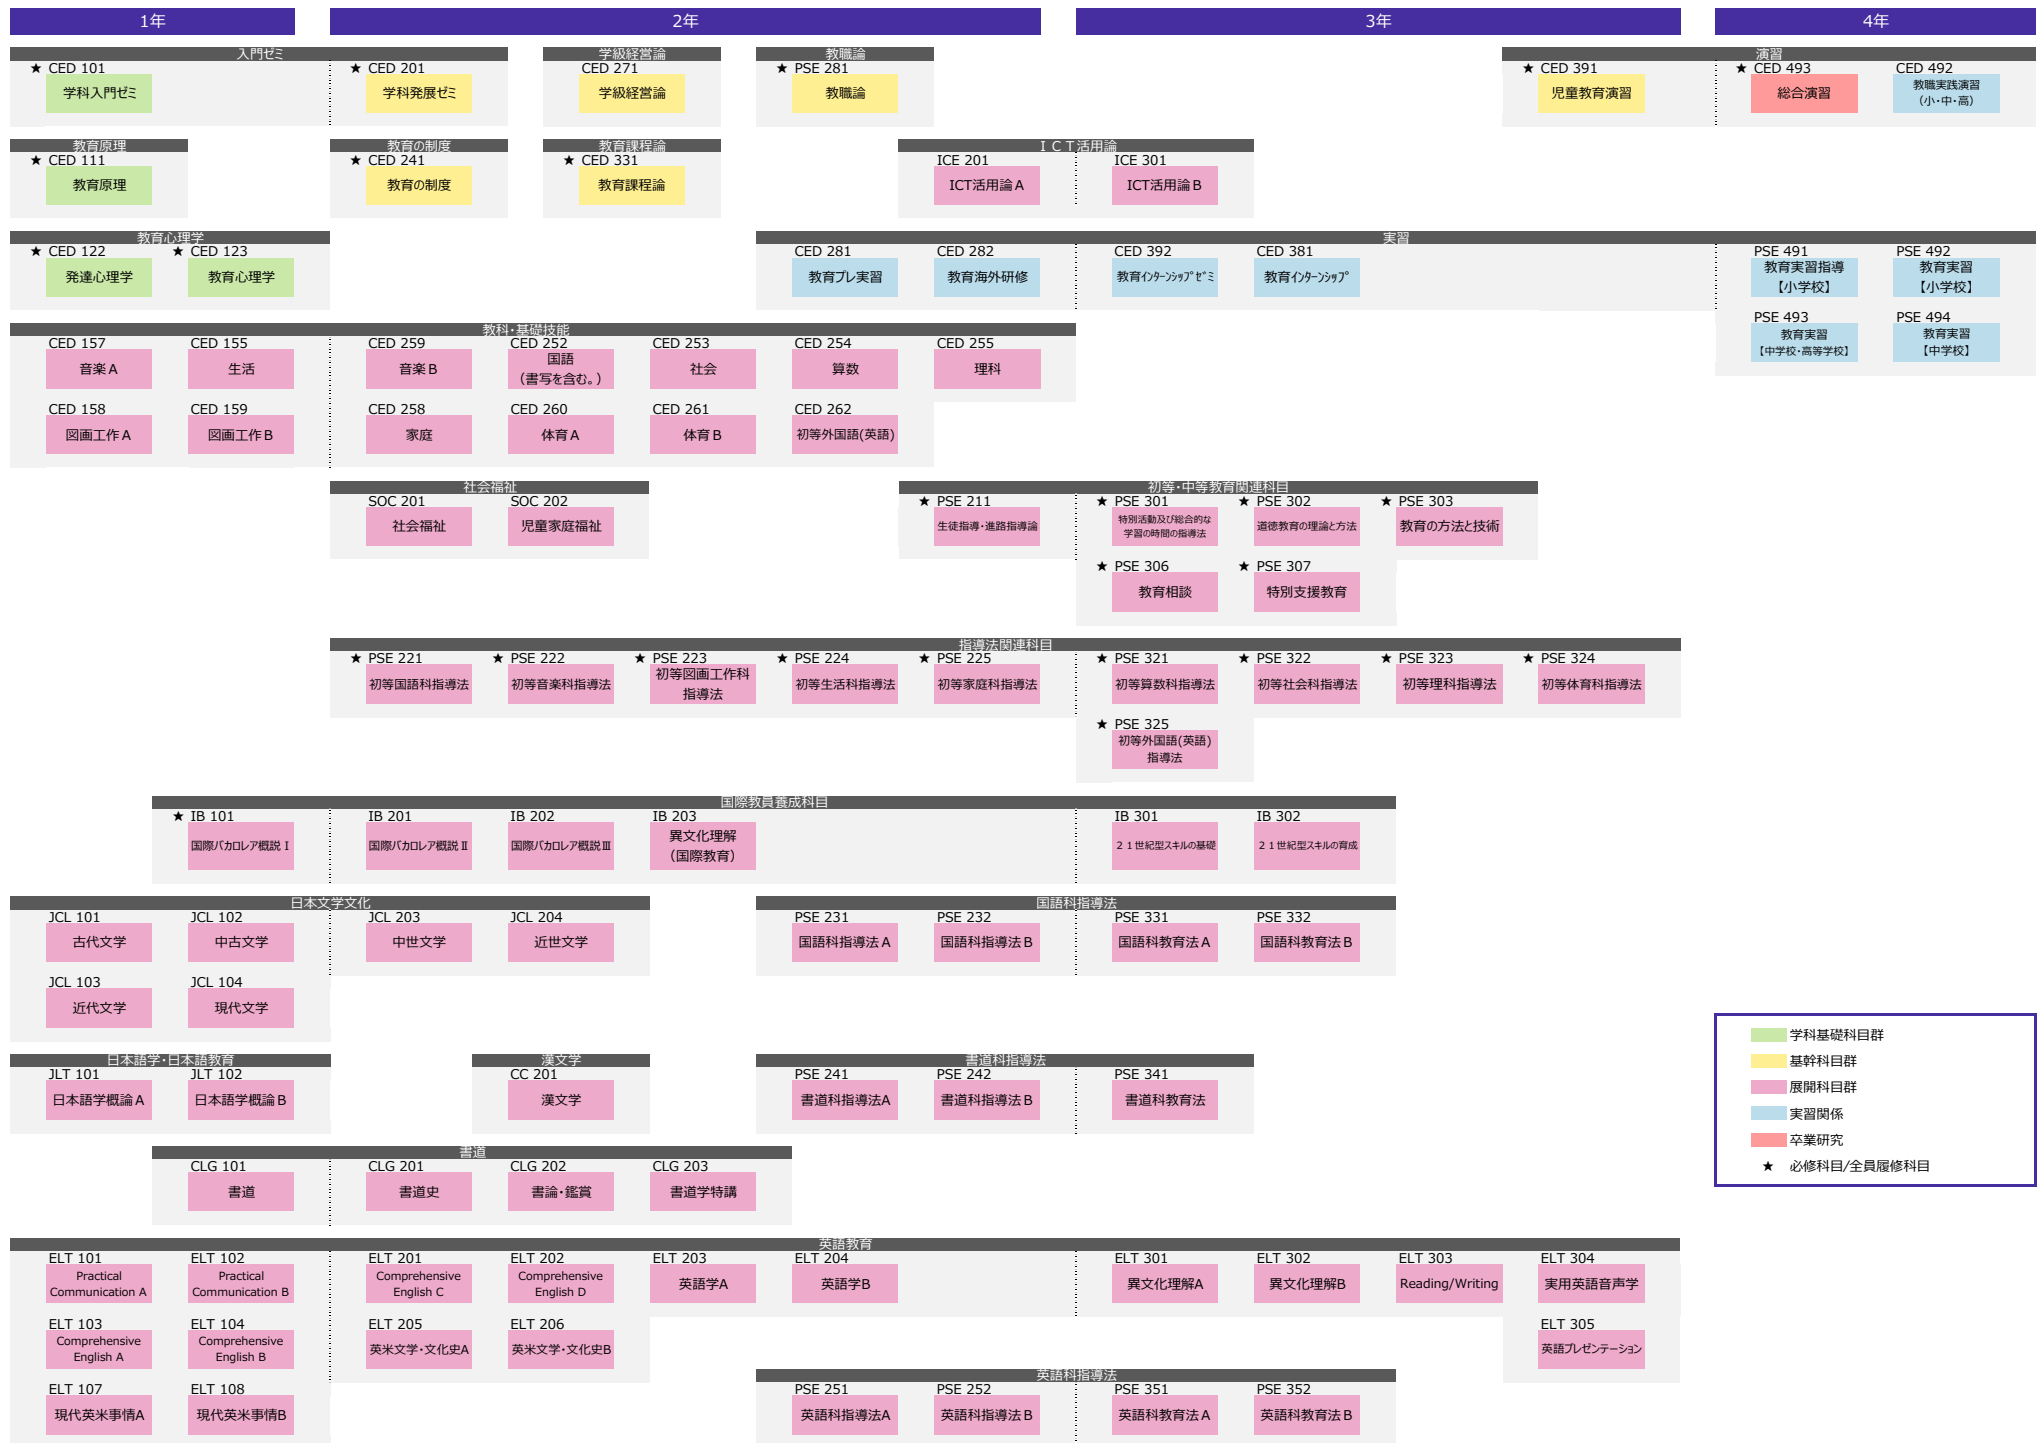 1年 2年 3年 4年
入門ゼミ 学級経営論 教職論 演習
★ CED 101 ★ CED 201 CED 271 ★ PSE 281 ★ CED 391 ★ CED 493 CED 492
学科入門ゼミ 学科発展ゼミ 学級経営論 教職論 児童教育演習 総合演習 教職実践演習
（小・中・高）
教育原理 教育の制度 教育課程論 ＩＣＴ活用論
★ CED 111 ★ CED 241 ★ CED 331 ICE 201 ICE 301
教育原理 教育の制度 教育課程論 ICT活用論Ａ ICT活用論Ｂ
教育心理学 実習
★ CED 122 ★ CED 123 CED 281 CED 282 CED 392 CED 381 PSE 491 PSE 492
発達心理学 教育心理学 教育プレ実習 教育海外研修 教育ｲﾝﾀｰﾝｼｯﾌﾟｾﾞﾐ 教育ｲﾝﾀｰﾝｼｯﾌﾟ 教育実習指導 教育実習
【小学校】 【小学校】
PSE 493 PSE 494
教育実習 教育実習
【中学校・高等学校】 【中学校】
教科・基礎技能
CED 157 CED 155 CED 259 CED 252 CED 253 CED 254 CED 255
音楽Ａ 生活 音楽Ｂ 国語 社会 算数 理科
（書写を含む。）
CED 158 CED 159 CED 258 CED 260 CED 261 CED 262
図画工作Ａ 図画工作Ｂ 家庭 体育Ａ 体育Ｂ 初等外国語(英語)
社会福祉 初等・中等教育関連科目
SOC 201 SOC 202 ★ PSE 211 ★ PSE 301 ★ PSE 302 ★ PSE 303
社会福祉 児童家庭福祉 生徒指導・進路指導論 特別活動及び総合的な 道徳教育の理論と方法 教育の方法と技術
学習の時間の指導法
★ PSE 306 ★ PSE 307
教育相談 特別支援教育
指導法関連科目
★ PSE 221 ★ PSE 222 ★ PSE 223 ★ PSE 224 ★ PSE 225 ★ PSE 321 ★ PSE 322 ★ PSE 323 ★ PSE 324
初等国語科指導法 初等音楽科指導法 初等図画工作科 初等生活科指導法 初等家庭科指導法 初等算数科指導法 初等社会科指導法 初等理科指導法 初等体育科指導法
指導法
★ PSE 325
初等外国語(英語)
指導法
国際教員養成科目
★ IB 101 IB 201 IB 202 IB 203 IB 301 IB 302
国際バカロレア概説Ⅰ 国際バカロレア概説Ⅱ 国際バカロレア概説Ⅲ 異文化理解 ２１世紀型スキルの基礎 ２１世紀型スキルの育成
（国際教育）
日本文学文化 国語科指導法
JCL 101 JCL 102 JCL 203 JCL 204 PSE 231 PSE 232 PSE 331 PSE 332
古代文学 中古文学 中世文学 近世文学 国語科指導法Ａ 国語科指導法Ｂ 国語科教育法Ａ 国語科教育法Ｂ
JCL 103 JCL 104
近代文学 現代文学
学科基礎科目群
基幹科目群
展開科目群
実習関係
卒業研究
★ 必修科目/全員履修科目
日本語学・日本語教育 漢文学 書道科指導法
JLT 101 JLT 102 CC 201 PSE 241 PSE 242 PSE 341
日本語学概論Ａ 日本語学概論Ｂ 漢文学 書道科指導法A 書道科指導法Ｂ 書道科教育法
書道
CLG 101 CLG 201 CLG 202 CLG 203
書道 書道史 書論・鑑賞 書道学特講
英語教育
ELT 101 ELT 102 ELT 201 ELT 202 ELT 203 ELT 204 ELT 301 ELT 302 ELT 303 ELT 304
Practical Practical Comprehensive Comprehensive 英語学A 英語学B 異文化理解A 異文化理解B Reading/Writing 実用英語音声学
Communication A Communication B English C English D
ELT 103 ELT 104 ELT 205 ELT 206 ELT 305
Comprehensive Comprehensive 英米文学・文化史A 英米文学・文化史B 英語プレゼンテーション
English A English B
英語科指導法
ELT 107 ELT 108 PSE 251 PSE 252 PSE 351 PSE 352
現代英米事情A 現代英米事情B 英語科指導法A 英語科指導法Ｂ 英語科教育法Ａ 英語科教育法Ｂ